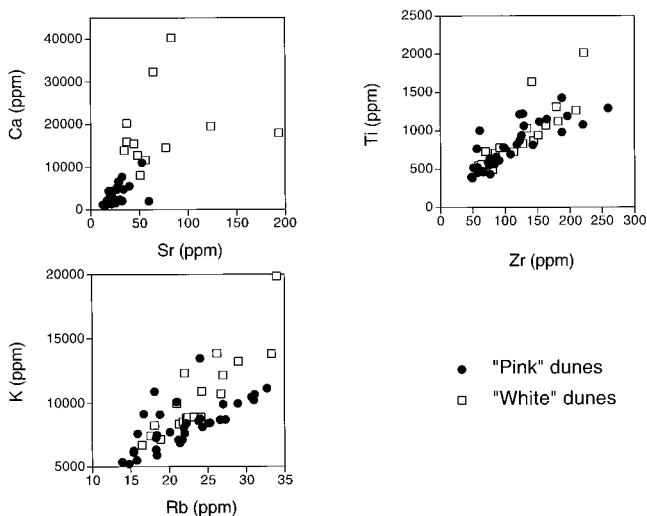 50000
40000
30000
20000
10000
0
Ca (ppm)
0 50 100 150 200
Sr (ppm)
2500
2000
1500
1000
500
0
Ti (ppm)
0 50 100 150 200 250 300
Zr (ppm)
20000
15000
10000
5000
K (ppm)
10 15 20 25 30 35
Rb (ppm)
"Pink" dunes
"White" dunes